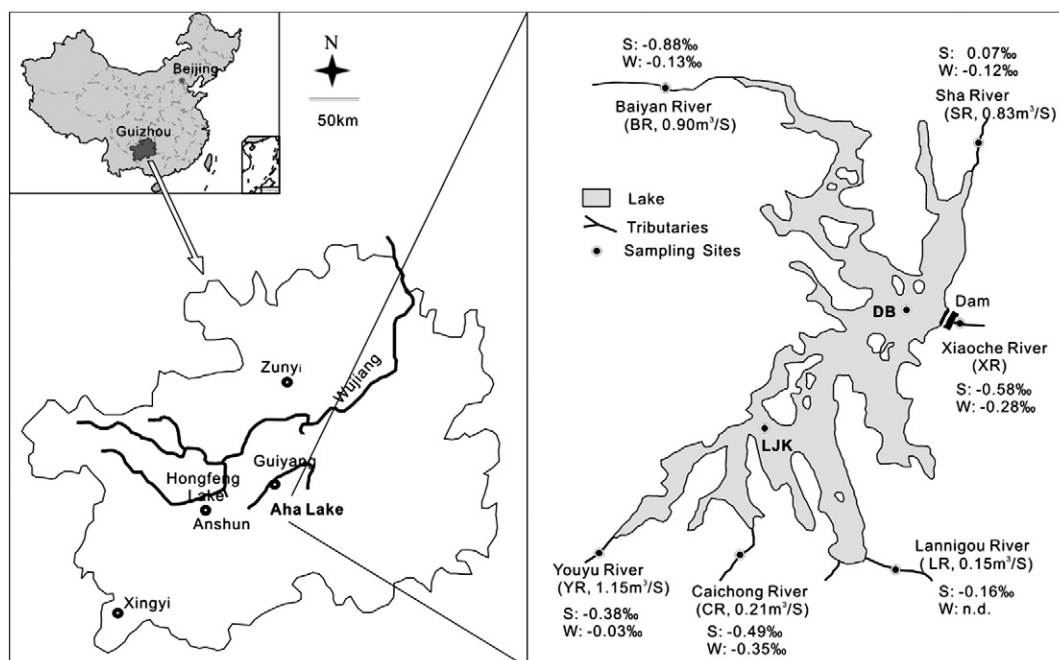 Beijing
Guizhou
N
50km
Zunyi
Wujiang
Guiyang
Hongfeng
Lake
Aha Lake
Anshun
Xingyi
S: -0.88‰
W: -0.13‰
Baiyan River
(BR, 0.90m³/S)
S: 0.07‰
W: -0.12‰
Sha River
(SR, 0.83m³/S)
Lake
Tributaries
Sampling Sites
DB
Dam
Xiaoche River
(XR)
S: -0.58‰
W: -0.28‰
LJK
Youyu River
(YR, 1.15m³/S)
S: -0.38‰
W: -0.03‰
Caichong River
(CR, 0.21m³/S)
S: -0.49‰
W: -0.35‰
Lannigou River
(LR, 0.15m³/S)
S: -0.16‰
W: n.d.